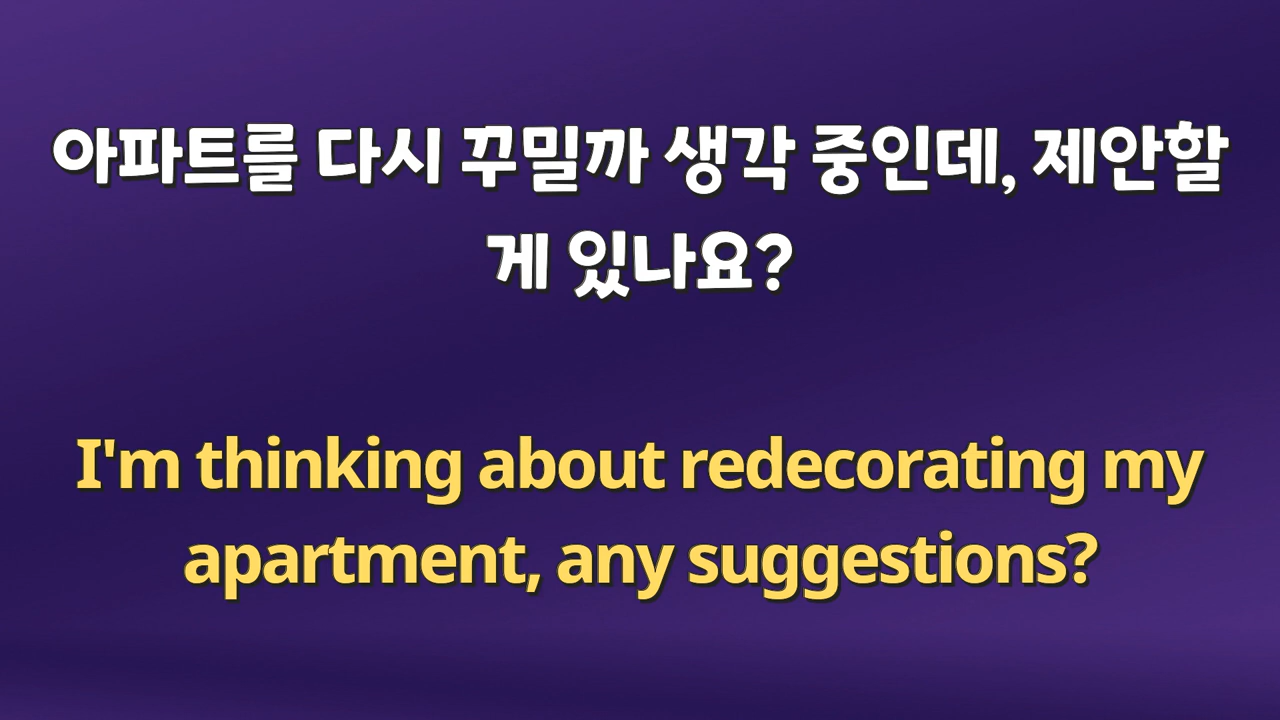 아파트를 다시 꾸밀까 생각 중인데, 제안할
게 있나요?
I'm thinking about redecorating my
apartment, any suggestions?